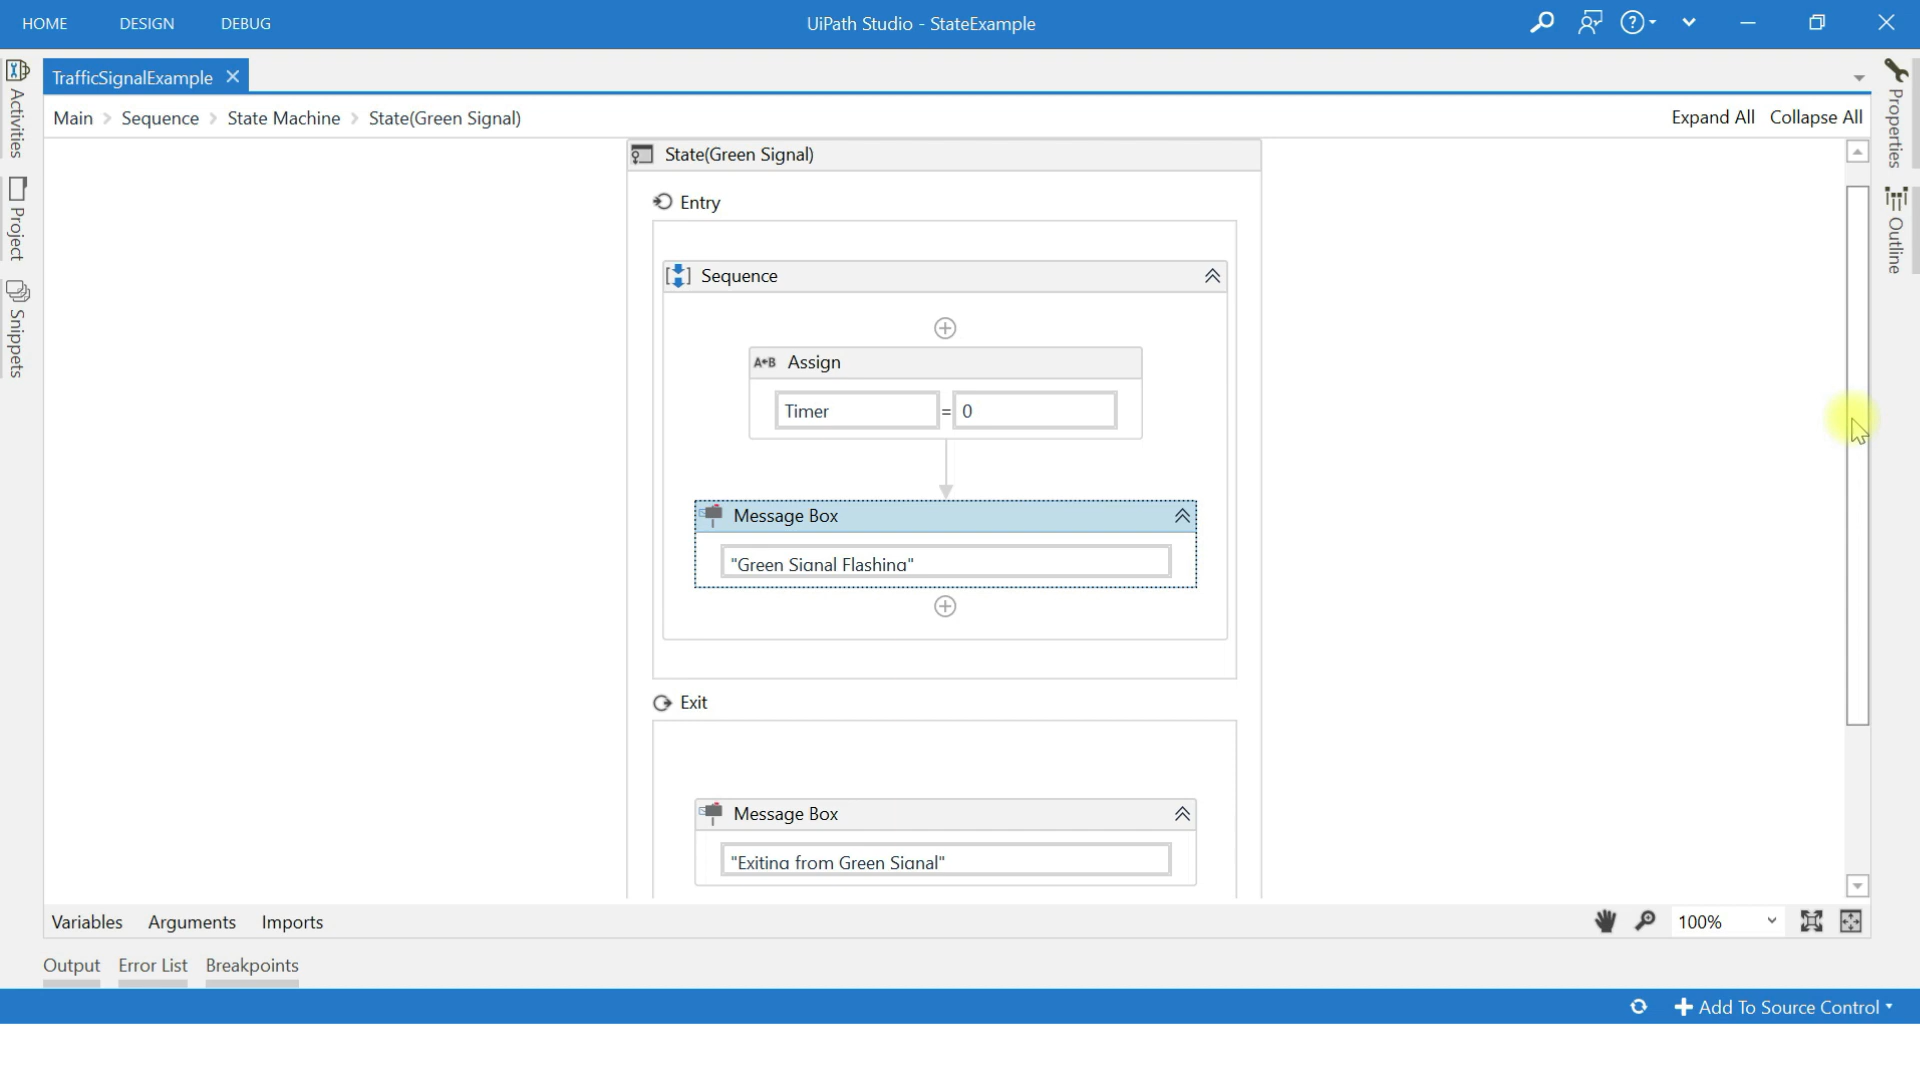 HOME DESIGN DEBUG UiPath Studio - StateExample
TrafficSignalExample
Main Sequence State Machine State(Green Signal) Expand All Collapse All
Activities
Project
Snippets
Properties
Outline
State(Green Signal)
Entry
Sequence
A←B Assign
Timer = 0
Message Box
"Green Signal Flashing"
Exit
Message Box
"Exiting from Green Signal"
Variables Arguments Imports 100%
Output Error List Breakpoints
Add To Source Control